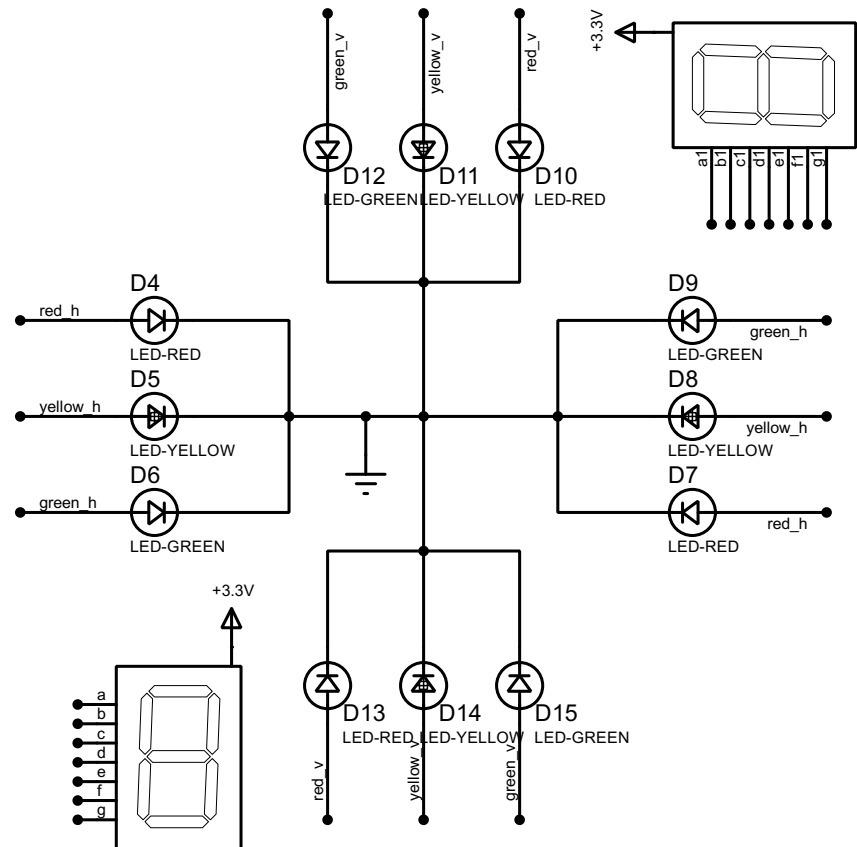 green_v
yellow_v
red_v
+3.3V
D12
LED-GREEN
D11
LED-YELLOW
D10
LED-RED
a1
b1
c1
d1
e1
f1
g1
D4
red_h
LED-RED
D5
yellow_h
LED-YELLOW
D6
green_h
LED-GREEN
D9
green_h
LED-GREEN
D8
yellow_h
LED-YELLOW
D7
red_h
LED-RED
+3.3V
a
b
c
d
e
f
g
D13
LED-RED
red_v
D14
LED-YELLOW
yellow_v
D15
LED-GREEN
green_v